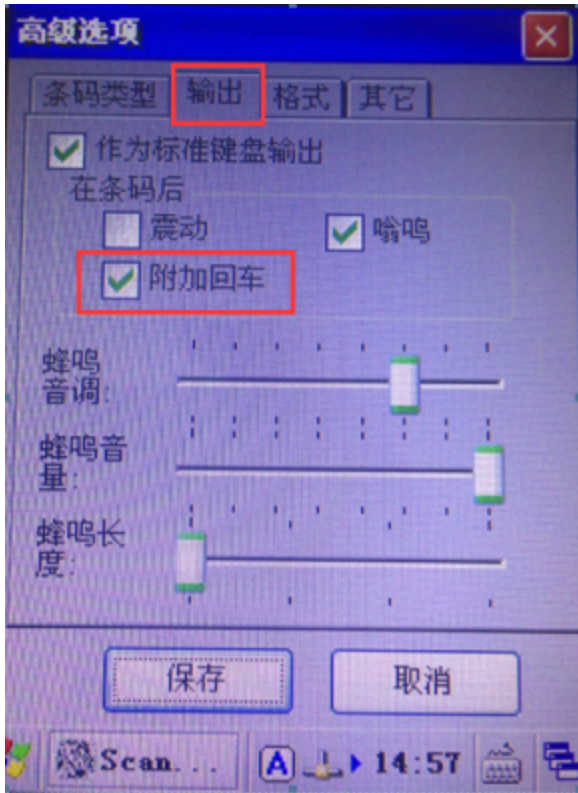 高级选项
条码类型 输出 格式 其它
作为标准键盘输出
在条码后
震动 嗡鸣
附加回车
蜂鸣
音调:
蜂鸣音
量:
蜂鸣长
度:
保存 取消
Scan... A 14:57